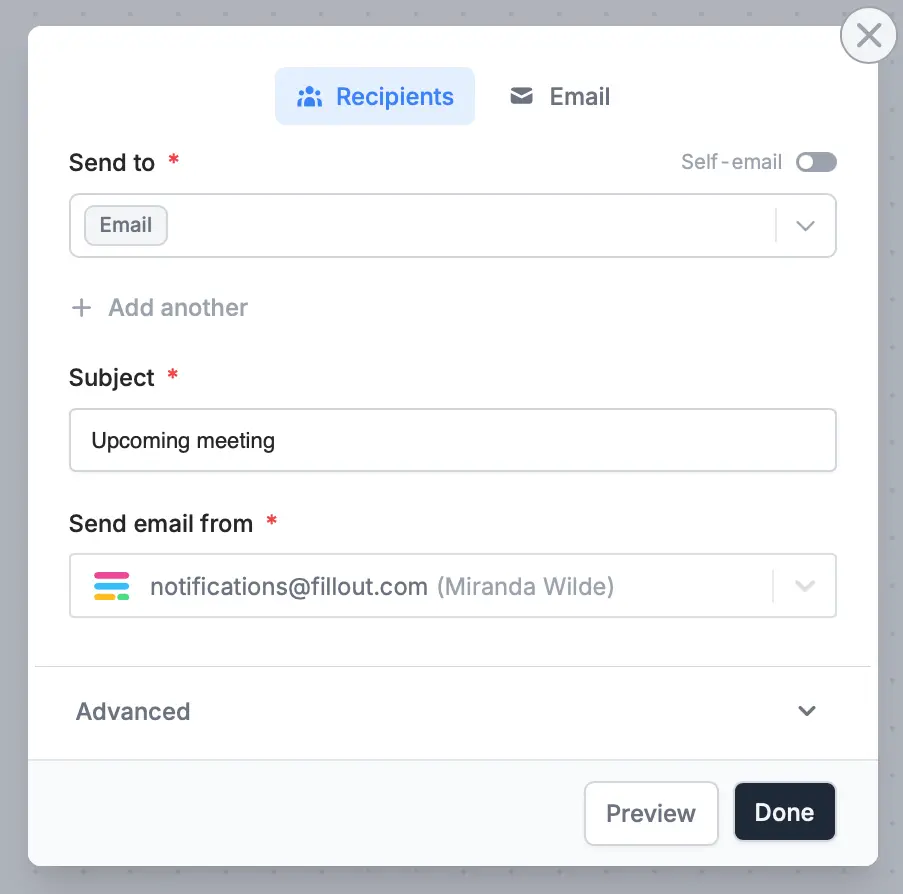 Recipients
Email
Send to *
Self-email
Email
+ Add another
Subject *
Upcoming meeting
Send email from *
notifications@fillout.com (Miranda Wilde)
Advanced
Preview
Done